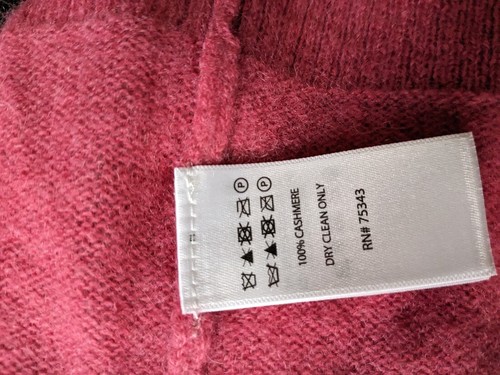 P
P
100% CASHMERE
DRY CLEAN ONLY
RN# 75343